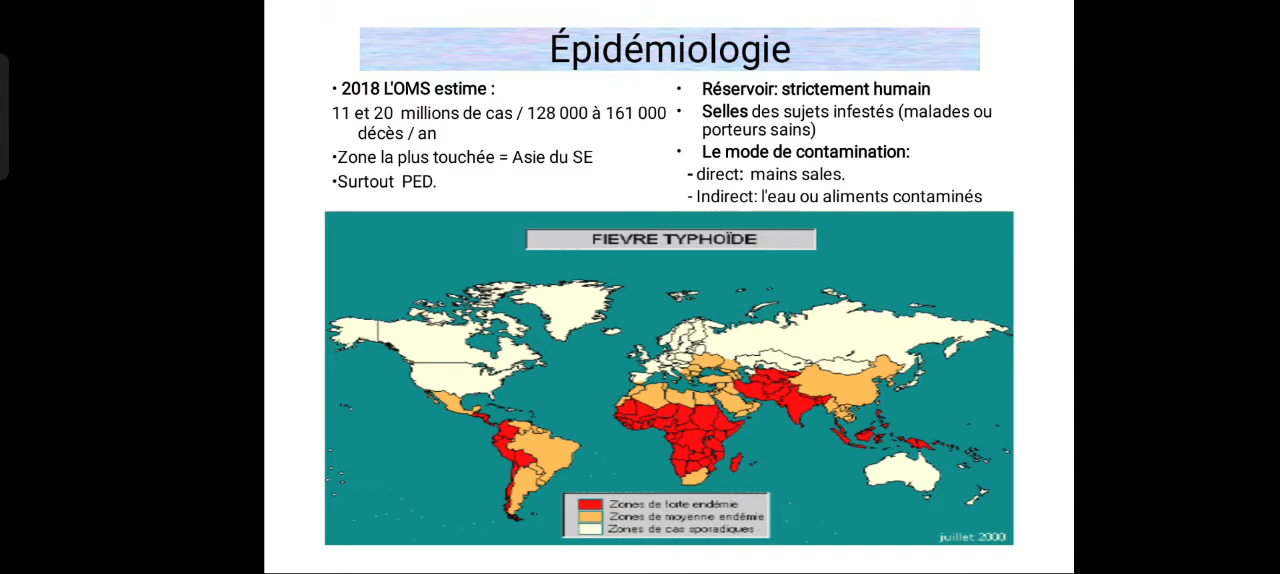 Épidémiologie
• 2018 L'OMS estime :
11 et 20 millions de cas / 128 000 à 161 000
décès / an
•Zone la plus touchée = Asie du SE
•Surtout PED.
• Réservoir: strictement humain
• Selles des sujets infestés (malades ou
porteurs sains)
• Le mode de contamination:
- direct: mains sales.
- Indirect: l'eau ou aliments contaminés
FIEVRE TYPHOÏDE
Zones de forte endémie
Zones de moyenne endémie
Zones de cas sporadiques
juillet 2000